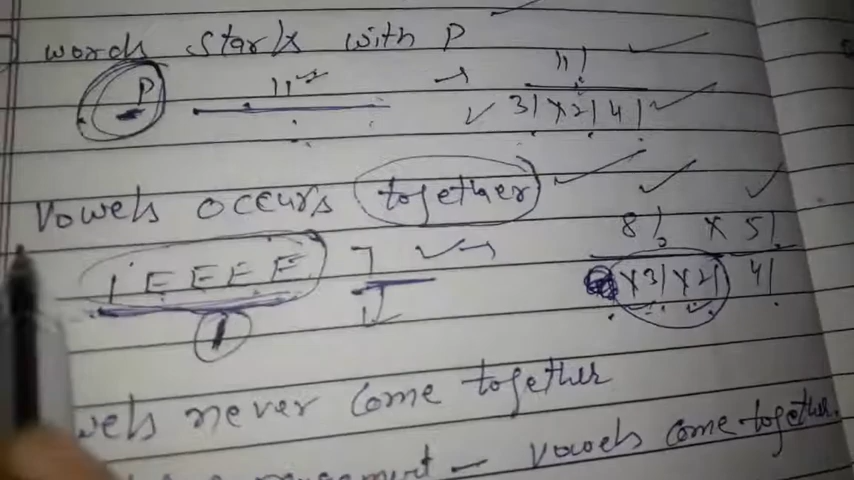 words starts with P
P 11 → 11!
3! × 2! 4!
vowels occurs together
8! × 5!
I E E E E 7 →
× 3! × 2! 4!
1
wels never come together
ngement – vowels come together.